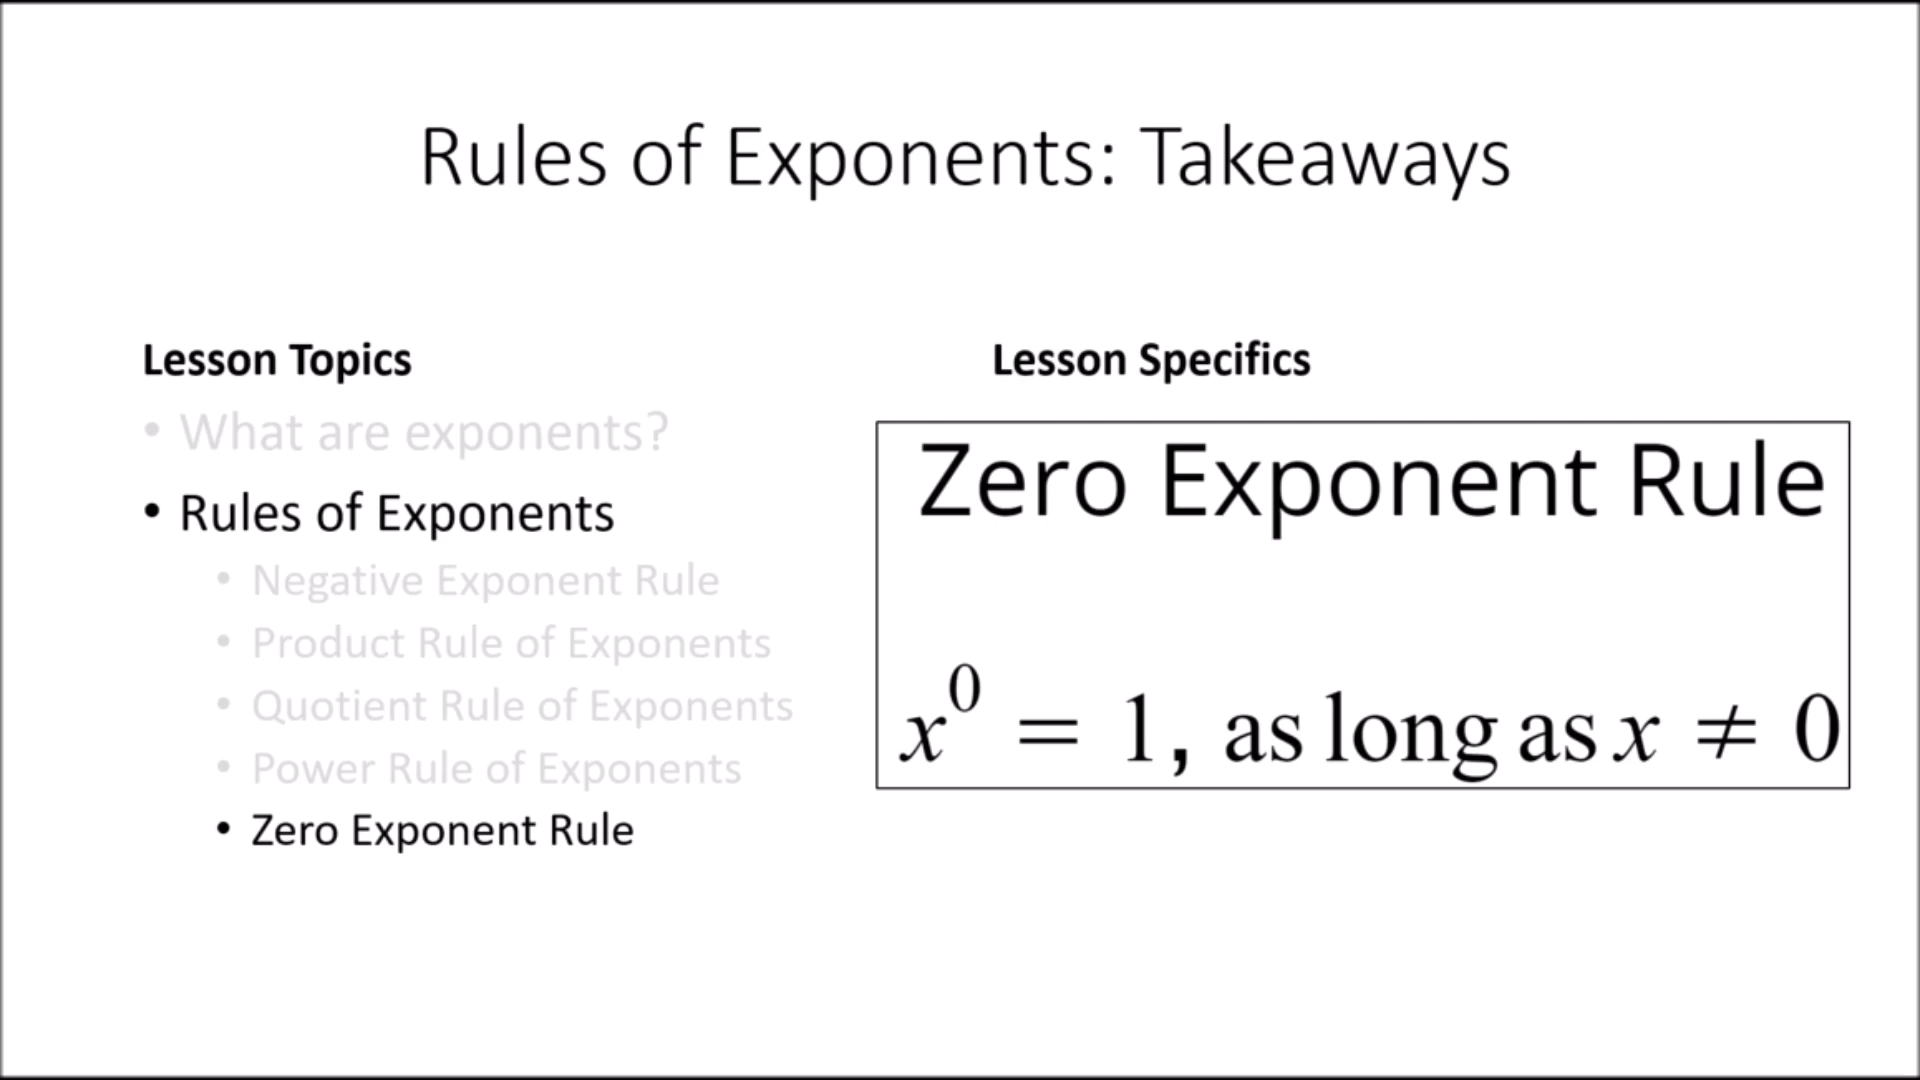 Rules of Exponents: Takeaways
Lesson Topics
• What are exponents?
• Rules of Exponents
• Negative Exponent Rule
• Product Rule of Exponents
• Quotient Rule of Exponents
• Power Rule of Exponents
• Zero Exponent Rule
Lesson Specifics
Zero Exponent Rule
x⁰ = 1, as long as x ≠ 0